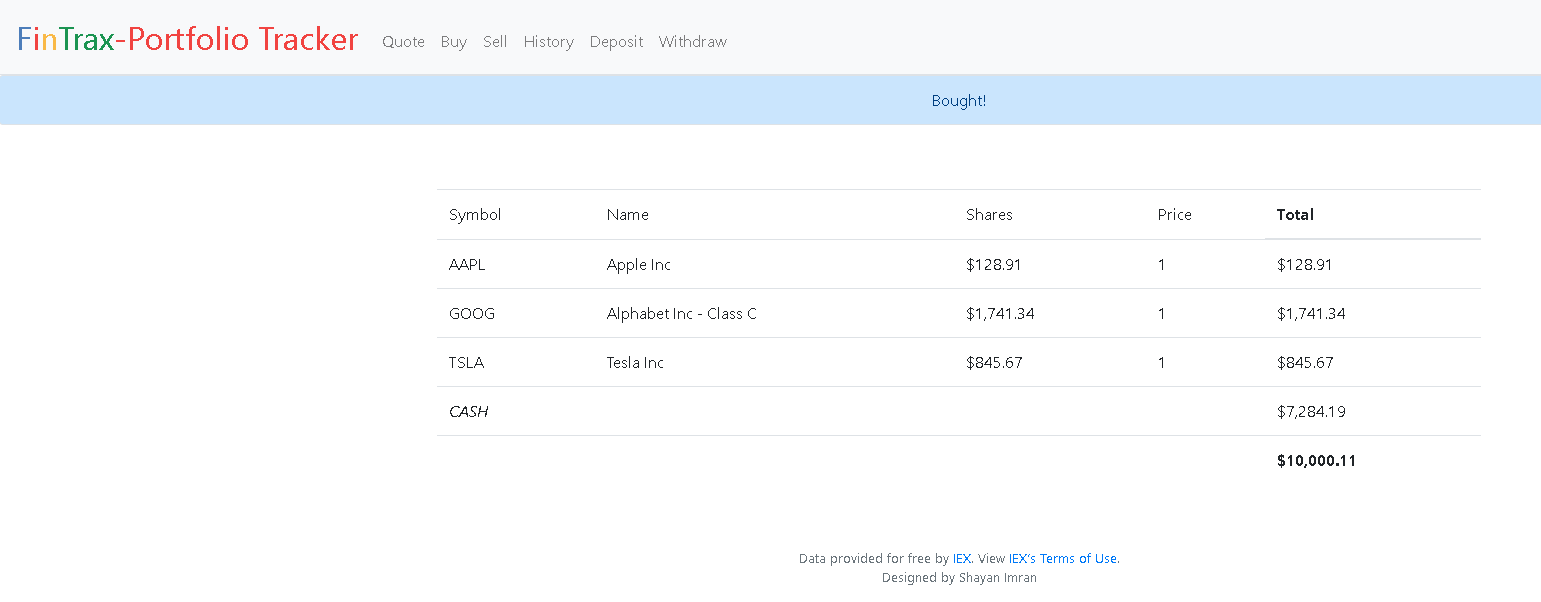 FinTrax-Portfolio Tracker Quote Buy Sell History Deposit Withdraw
Bought!
Symbol Name Shares Price Total
AAPL Apple Inc $128.91 1 $128.91
GOOG Alphabet Inc - Class C $1,741.34 1 $1,741.34
TSLA Tesla Inc $845.67 1 $845.67
CASH $7,284.19
$10,000.11
Data provided for free by IEX. View IEX's Terms of Use.
Designed by Shayan Imran